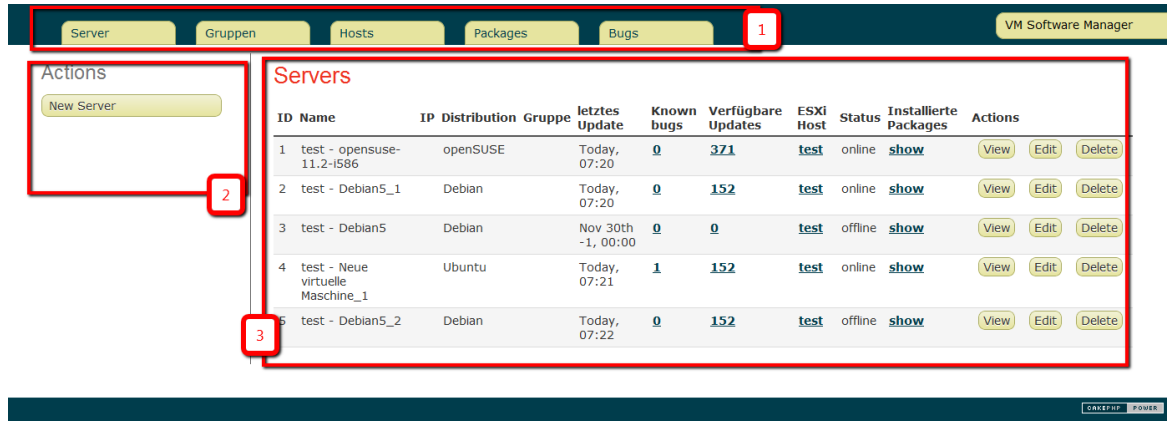 Server Gruppen Hosts Packages Bugs 1 VM Software Manager
Actions
New Server
2
Servers
ID Name IP Distribution Gruppe letztes Update Known bugs Verfügbare Updates ESXi Host Status Installierte Packages Actions
1 test - opensuse-11.2-i586 openSUSE Today, 07:20 0 371 test online show View Edit Delete
2 test - Debian5_1 Debian Today, 07:20 0 152 test online show View Edit Delete
3 test - Debian5 Debian Nov 30th -1, 00:00 0 0 test offline show View Edit Delete
4 test - Neue virtuelle Maschine_1 Ubuntu Today, 07:21 1 152 test online show View Edit Delete
5 test - Debian5_2 Debian Today, 07:22 0 152 test offline show View Edit Delete
3
CAKEPHP POWER